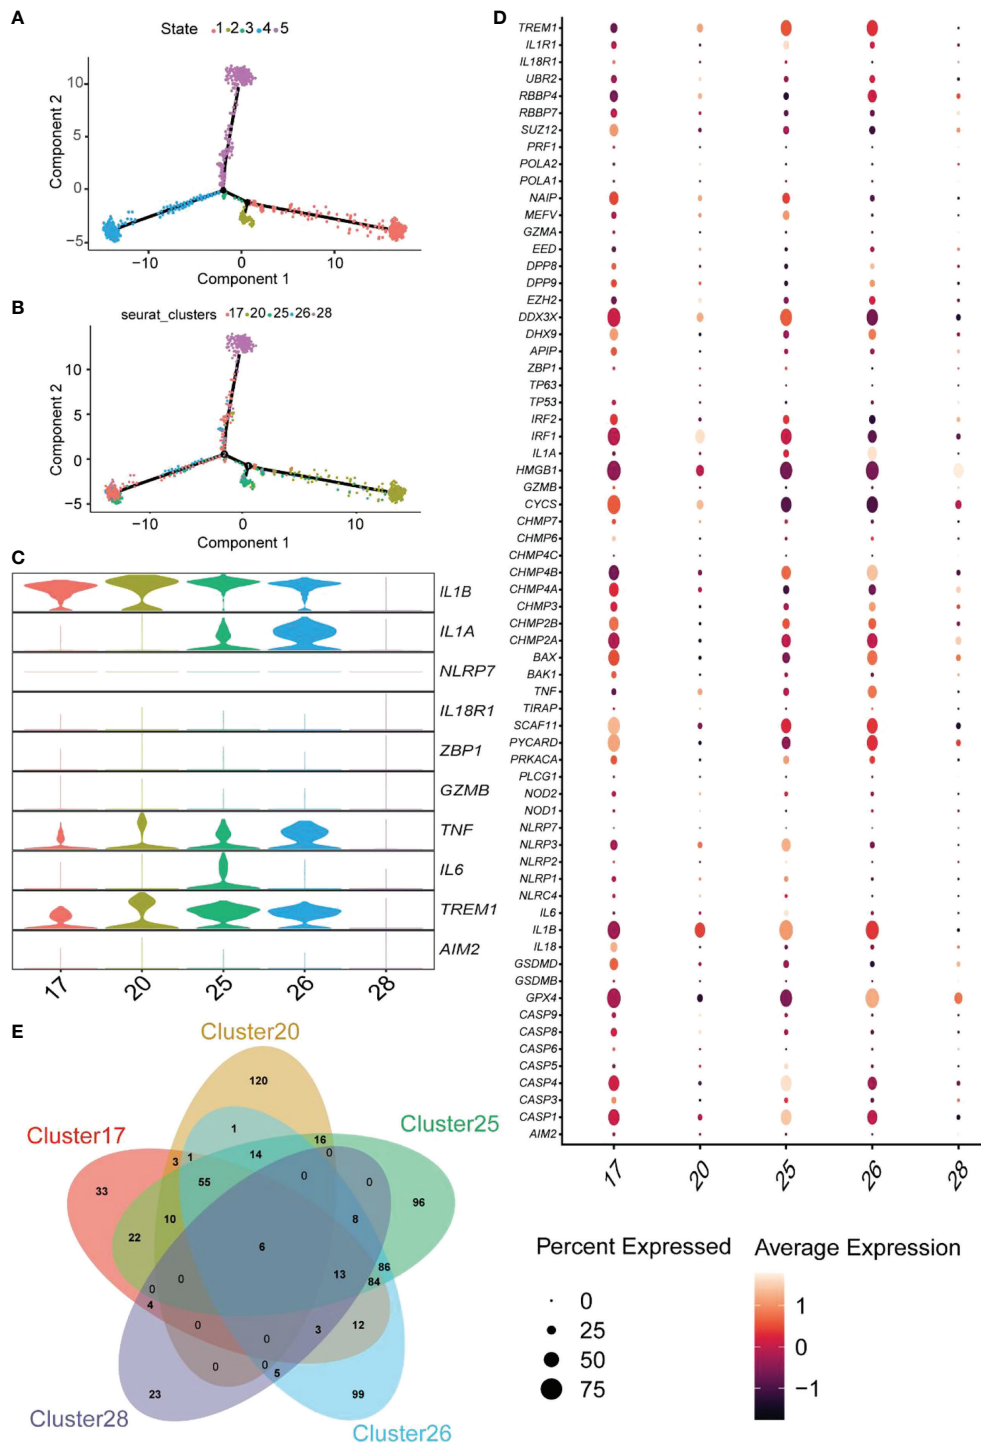 A
State 1 2 3 4 5
Component 2
10
5
0
−5
−10
0
10
Component 1
B
seurat_clusters 17 20 25 26 28
Component 2
10
5
0
−5
2
1
−10
0
10
Component 1
C
IL1B
IL1A
NLRP7
IL18R1
ZBP1
GZMB
TNF
IL6
TREM1
AIM2
17
20
25
26
28
D
TREM1
IL1R1
IL18R1
UBR2
RBBP4
RBBP7
SUZ12
PRF1
POLA2
POLA1
NAIP
MEFV
GZMA
EED
DPP8
DPP9
EZH2
DDX3X
DHX9
APIP
ZBP1
TP63
TP53
IRF2
IRF1
IL1A
HMGB1
GZMB
CYCS
CHMP7
CHMP6
CHMP4C
CHMP4B
CHMP4A
CHMP3
CHMP2B
CHMP2A
BAX
BAK1
TNF
TIRAP
SCAF11
PYCARD
PRKACA
PLCG1
NOD2
NOD1
NLRP7
NLRP3
NLRP2
NLRP1
NLRC4
IL6
IL1B
IL18
GSDMD
GSDMB
GPX4
CASP9
CASP8
CASP6
CASP5
CASP4
CASP3
CASP1
AIM2
17
20
25
26
28
Percent Expressed
0
25
50
75
Average Expression
1
0
−1
E
Cluster20
120
Cluster25
Cluster17
1
16
3
1
14
0
33
55
0
0
96
10
8
22
6
86
0
13
84
0
4
0
3
12
0
0
0
5
23
99
Cluster28
Cluster26